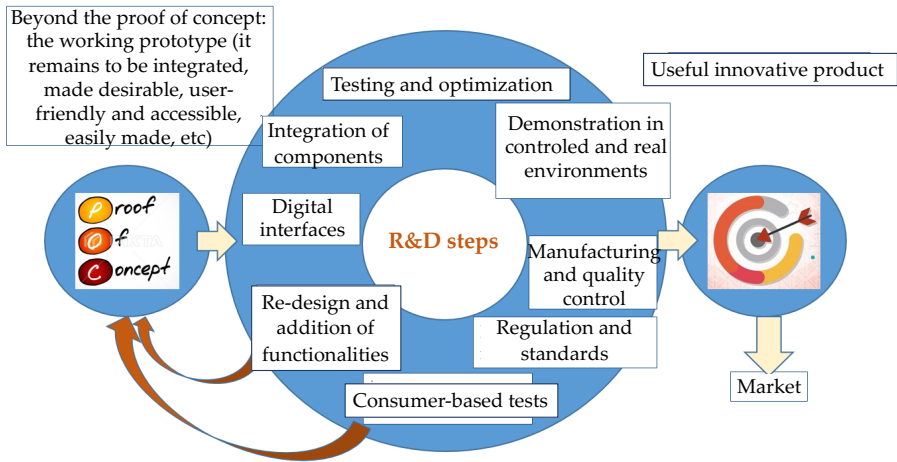 Beyond the proof of concept:
the working prototype (it
remains to be integrated,
made desirable, user-
friendly and accessible,
easily made, etc)
Testing and optimization
Useful innovative product
Integration of
components
Demonstration in
controled and real
environments
Proof
Of
Concept
Digital
interfaces
R&D steps
Manufacturing
and quality
control
Re-design and
addition of
functionalities
Regulation and
standards
Consumer-based tests
Market